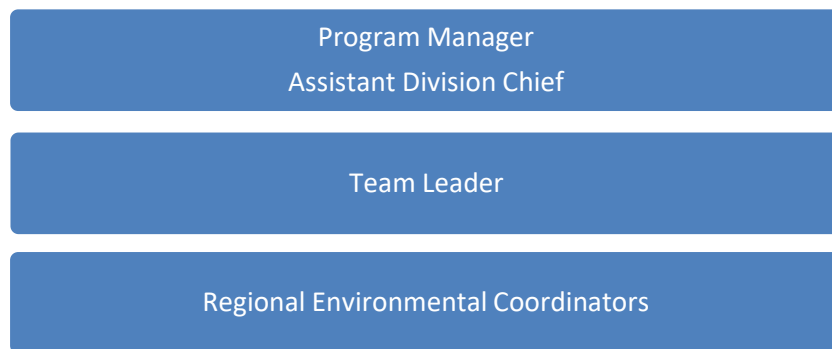 Program Manager
Assistant Division Chief
Team Leader
Regional Environmental Coordinators